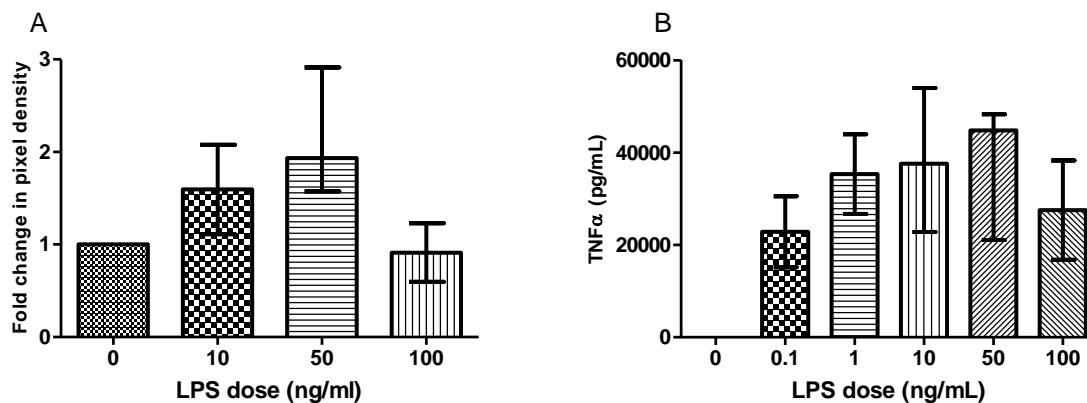 A
Fold change in pixel density
3
2
1
0
0 10 50 100
LPS dose (ng/ml)
B
TNFα (pg/mL)
60000
40000
20000
0
0 0.1 1 10 50 100
LPS dose (ng/mL)